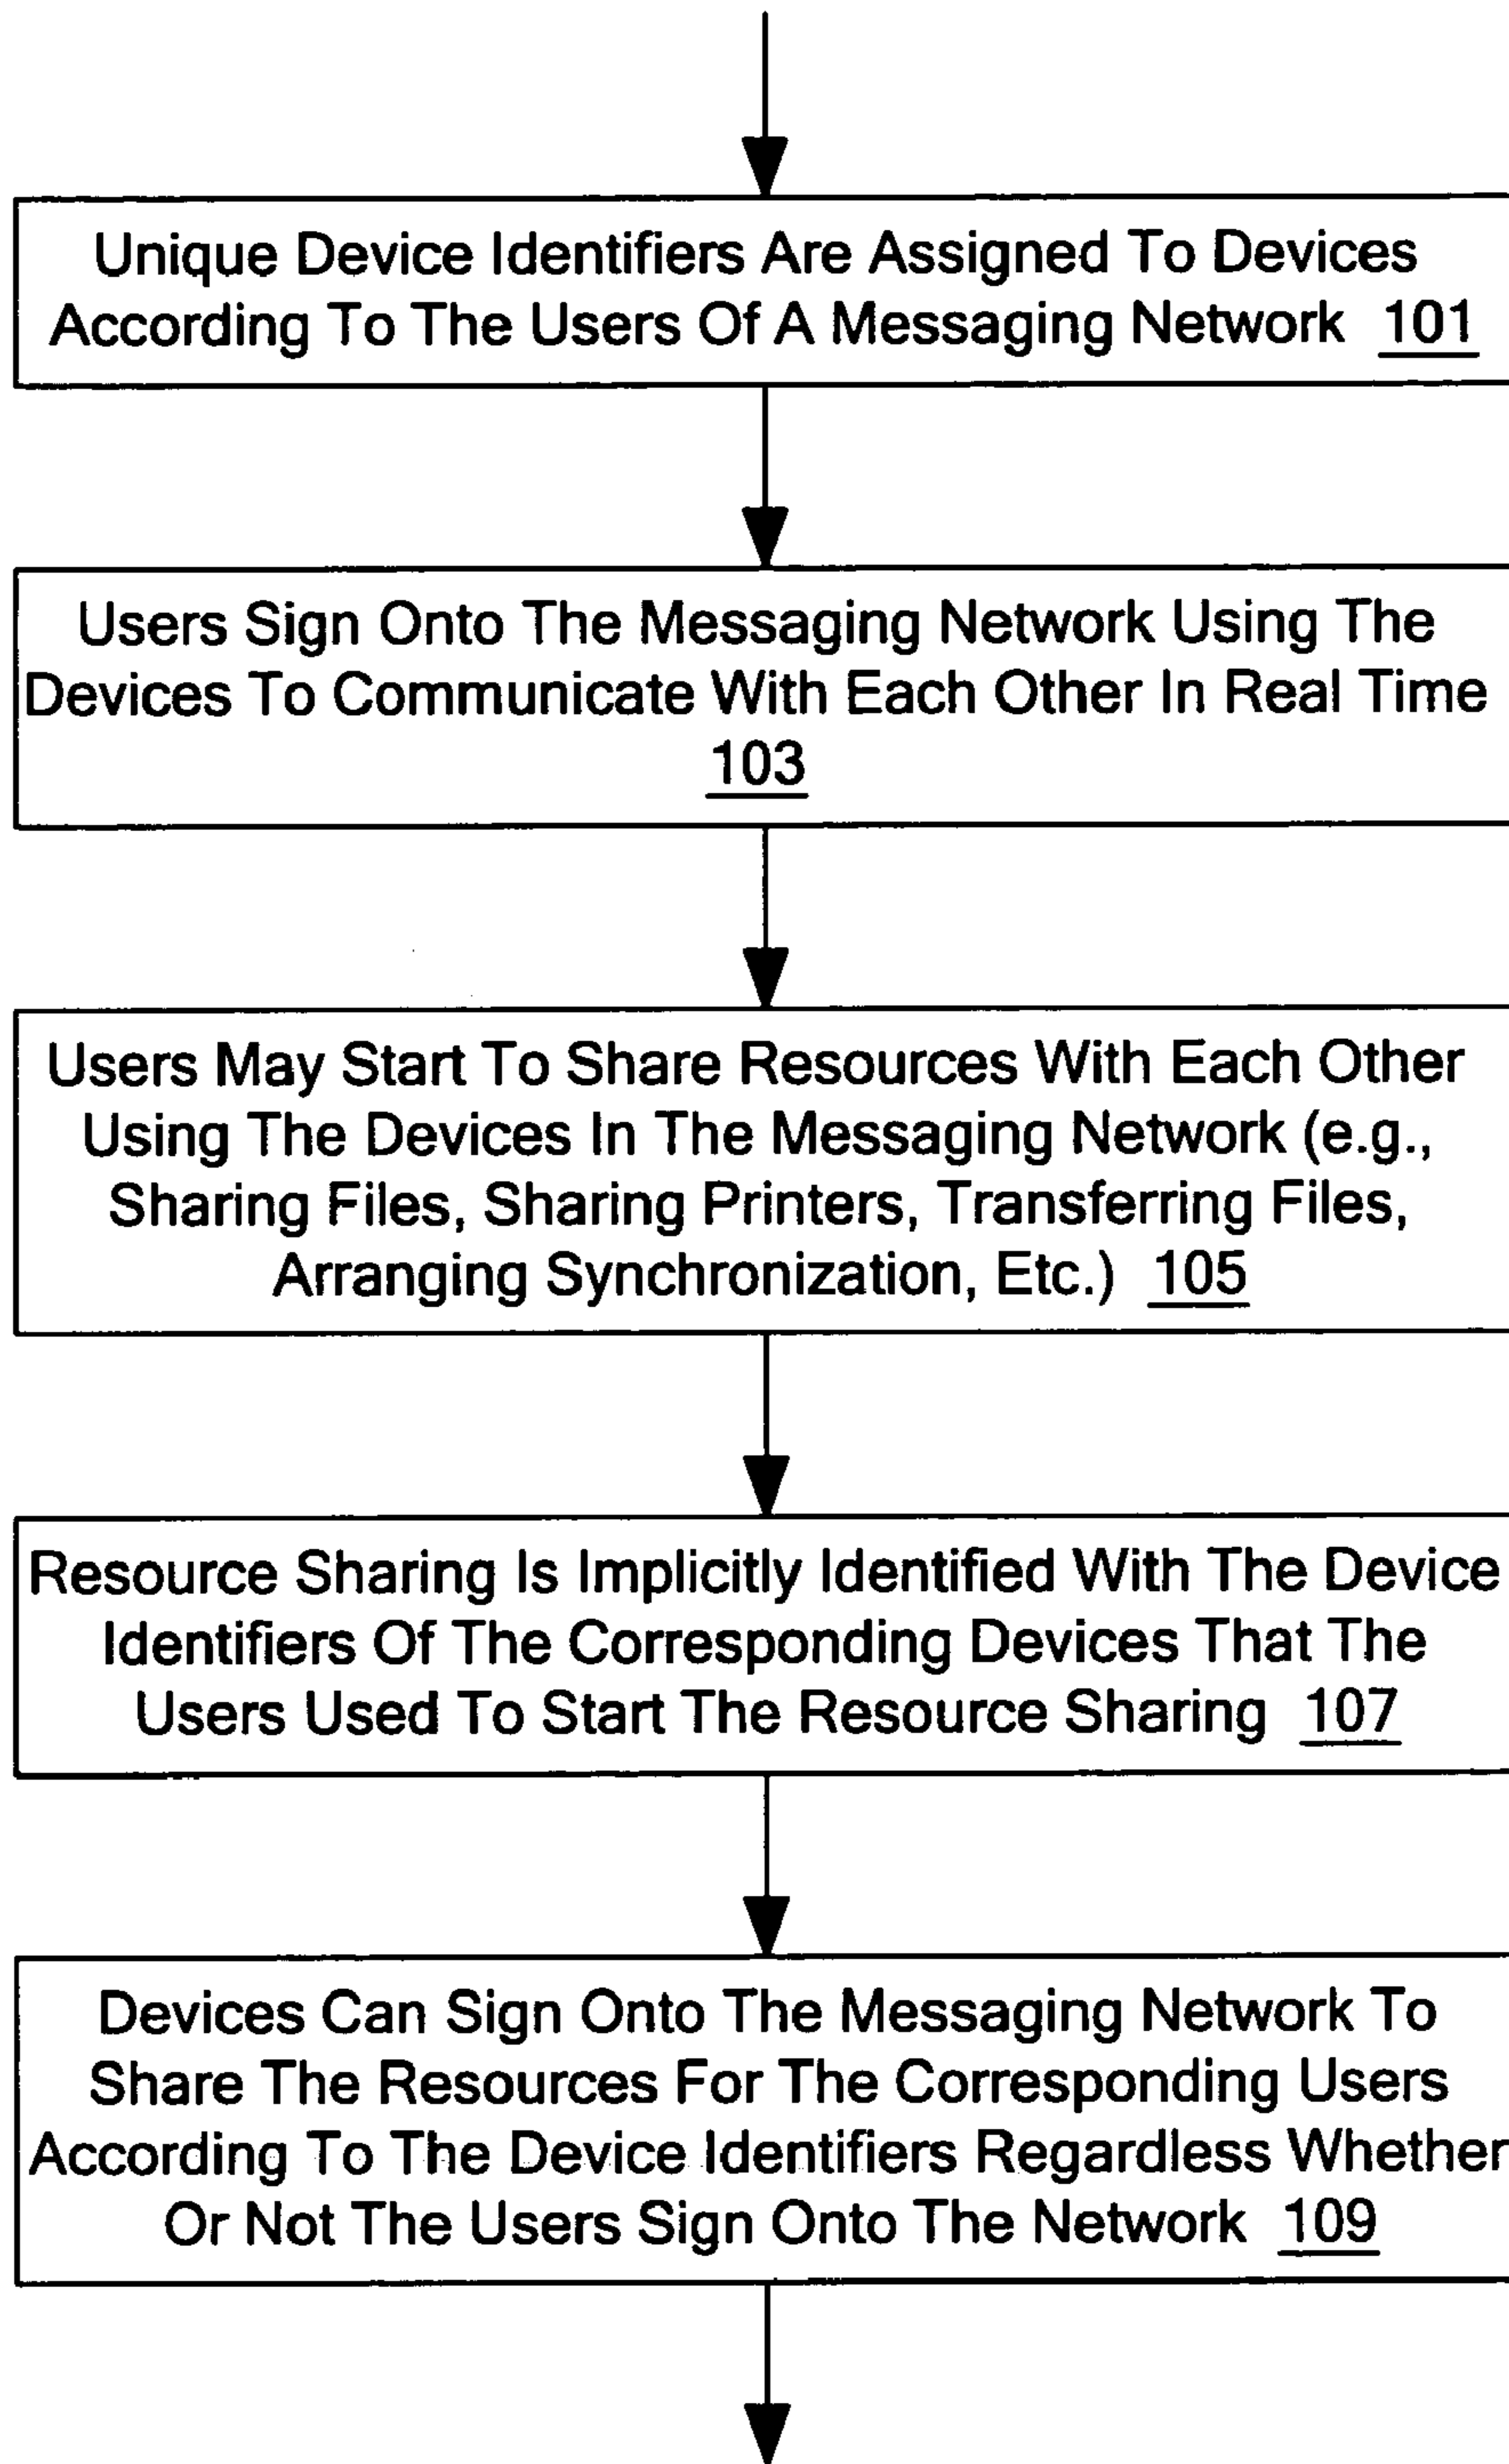 Unique Device Identifiers Are Assigned To Devices
According To The Users Of A Messaging Network 101
Users Sign Onto The Messaging Network Using The
Devices To Communicate With Each Other In Real Time
103
Users May Start To Share Resources With Each Other
Using The Devices In The Messaging Network (e.g.,
Sharing Files, Sharing Printers, Transferring Files,
Arranging Synchronization, Etc.) 105
Resource Sharing Is Implicitly Identified With The Device
Identifiers Of The Corresponding Devices That The
Users Used To Start The Resource Sharing 107
Devices Can Sign Onto The Messaging Network To
Share The Resources For The Corresponding Users
According To The Device Identifiers Regardless Whether
Or Not The Users Sign Onto The Network 109